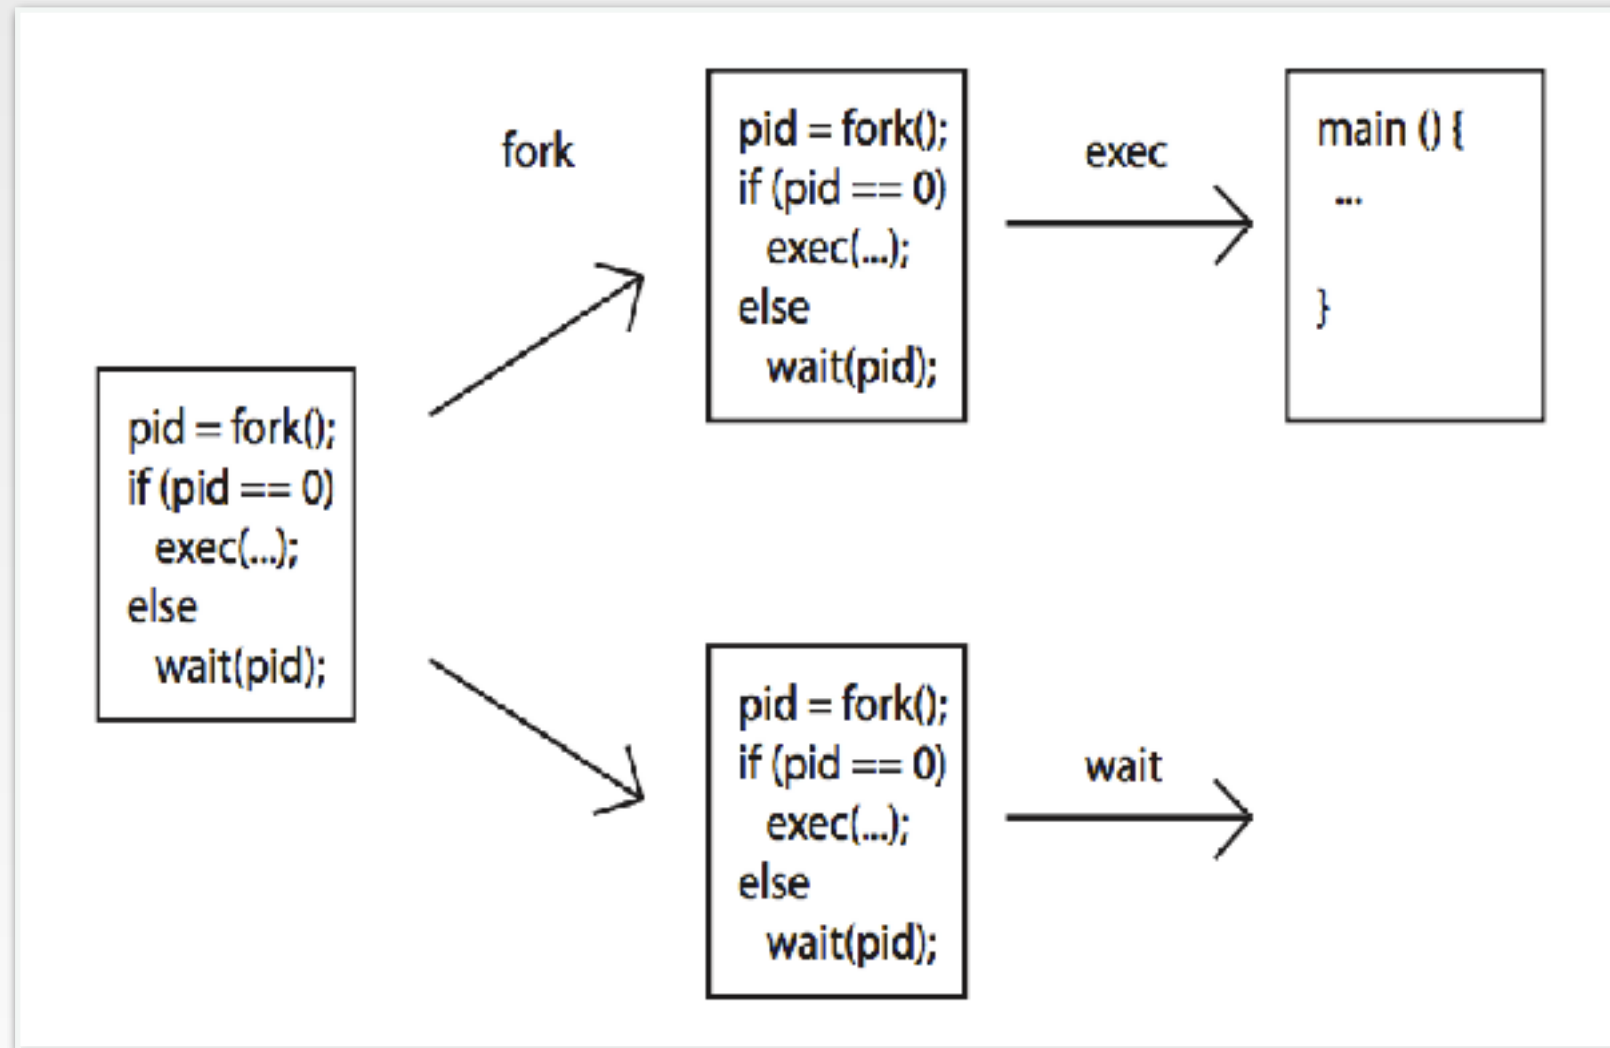 pid = fork();
if (pid == 0)
exec(...);
else
wait(pid);
fork
pid = fork();
if (pid == 0)
exec(...);
else
wait(pid);
exec
main () {
...
}
pid = fork();
if (pid == 0)
exec(...);
else
wait(pid);
wait